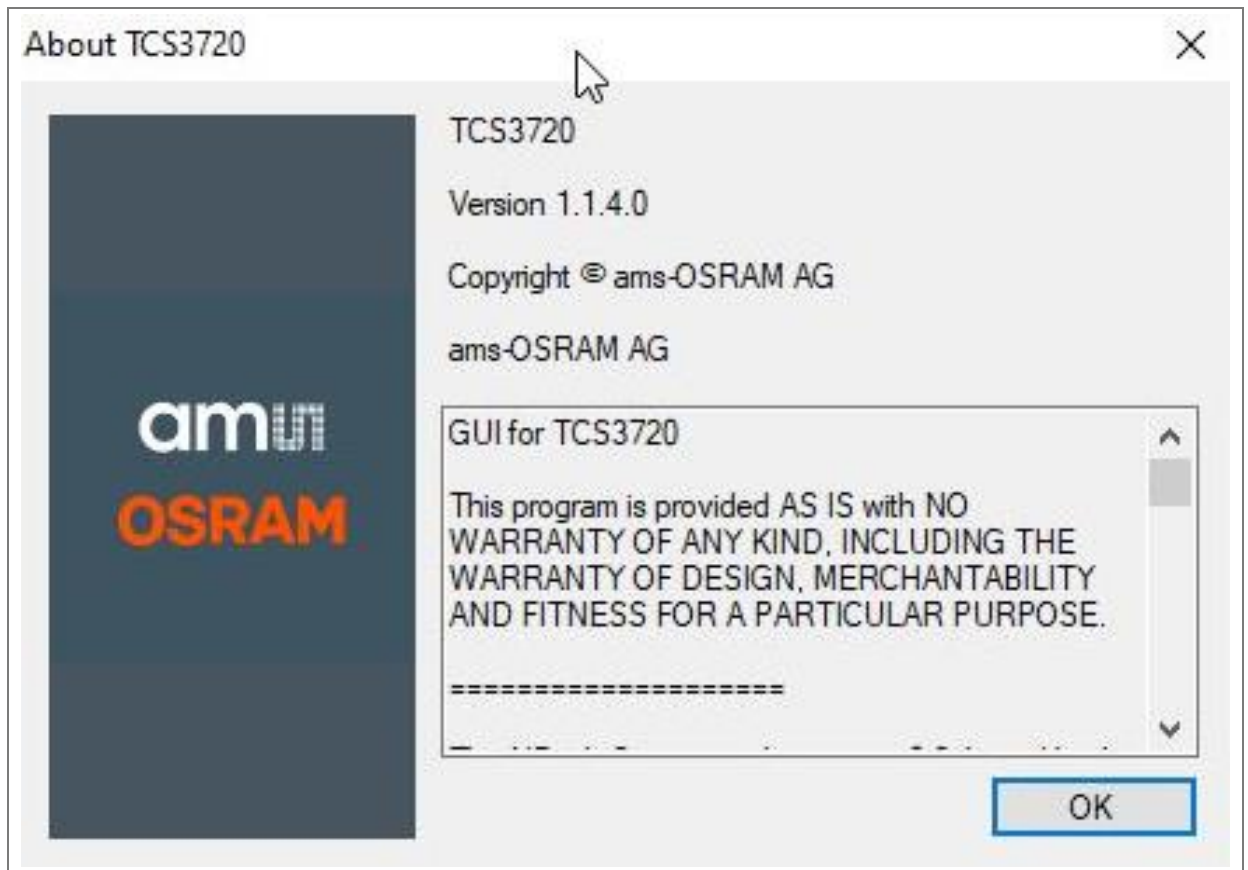 About TCS3720
TCS3720
Version 1.1.4.0
Copyright © ams-OSRAM AG
ams-OSRAM AG
amu
OSRAM
GUI for TCS3720
This program is provided AS IS with NO
WARRANTY OF ANY KIND, INCLUDING THE
WARRANTY OF DESIGN, MERCHANTABILITY
AND FITNESS FOR A PARTICULAR PURPOSE.
====================
OK